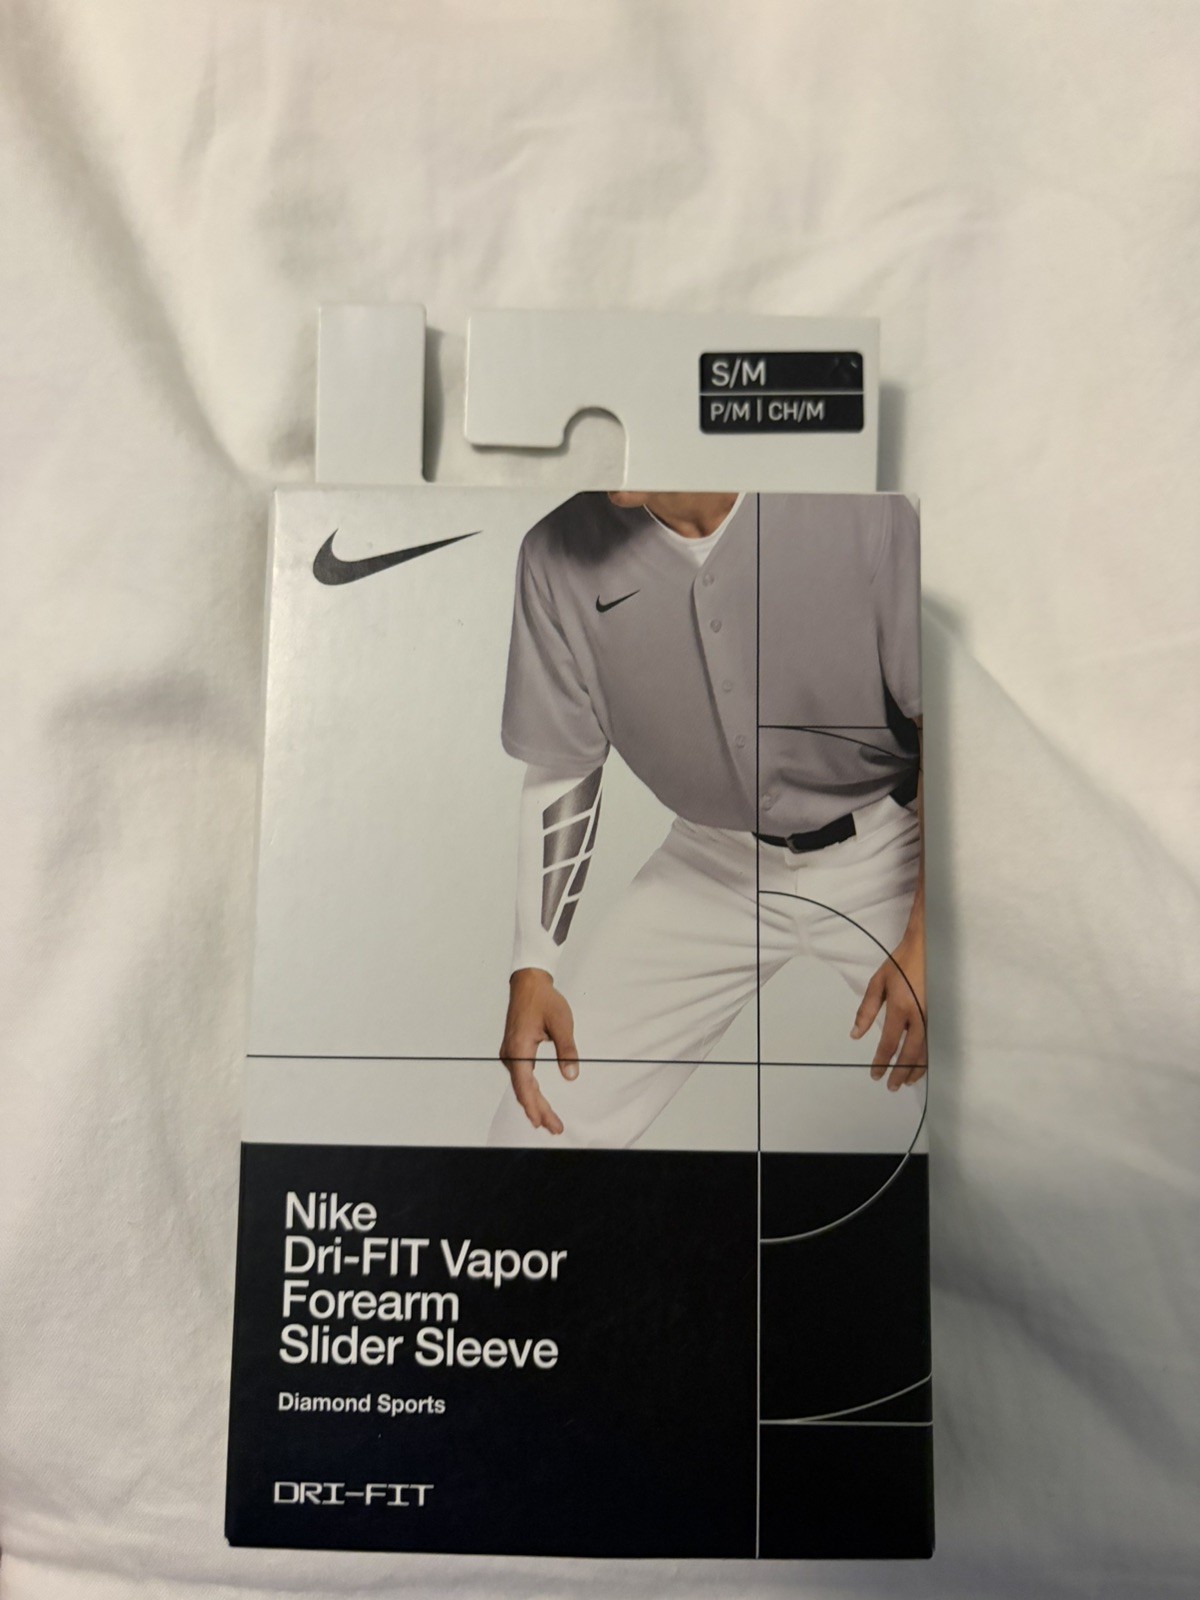 S/M
P/M | CH/M
Nike
Dri-FIT Vapor
Forearm
Slider Sleeve
Diamond Sports
DRI-FIT